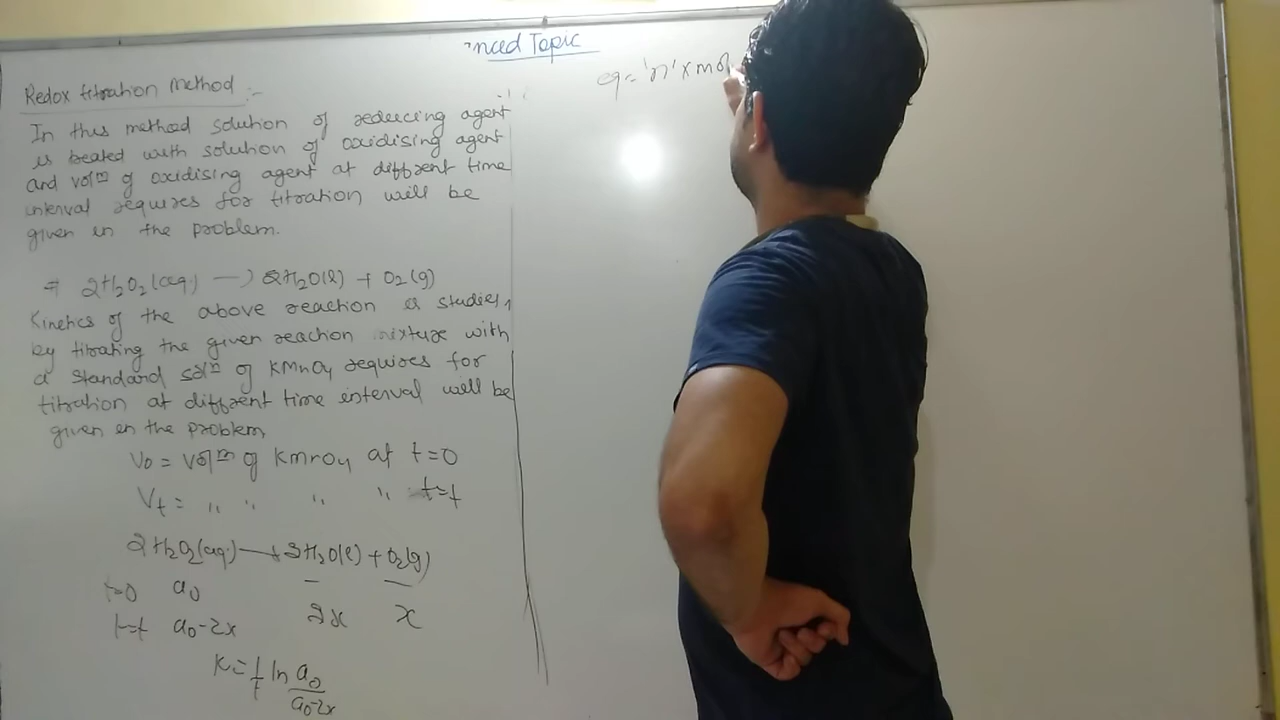 nced Topic
Redox titration Method :-
In this method solution of reducing agent
is treated with solution of oxidising agent
and volm of oxidising agent at different time
interval requires for titration will be
given in the problem.
⇒ 2H2O2(aq.) → 2H2O(l) + O2(g)
Kinetics of the above reaction is studied
by titrating the given reaction mixture with
a standard soln of KMnO4 requires for
titration at different time interval will be
given in the problem
V0 = volm of KMnO4 at t=0
Vt = ,, ,, ,, ,, t=t
2H2O2(aq.) → 2H2O(l) + O2(g)
t=0 a0 – –
t=t a0-2x 2x x
K = 1/t ln a0/a0-2x
eq = 'n' x mol